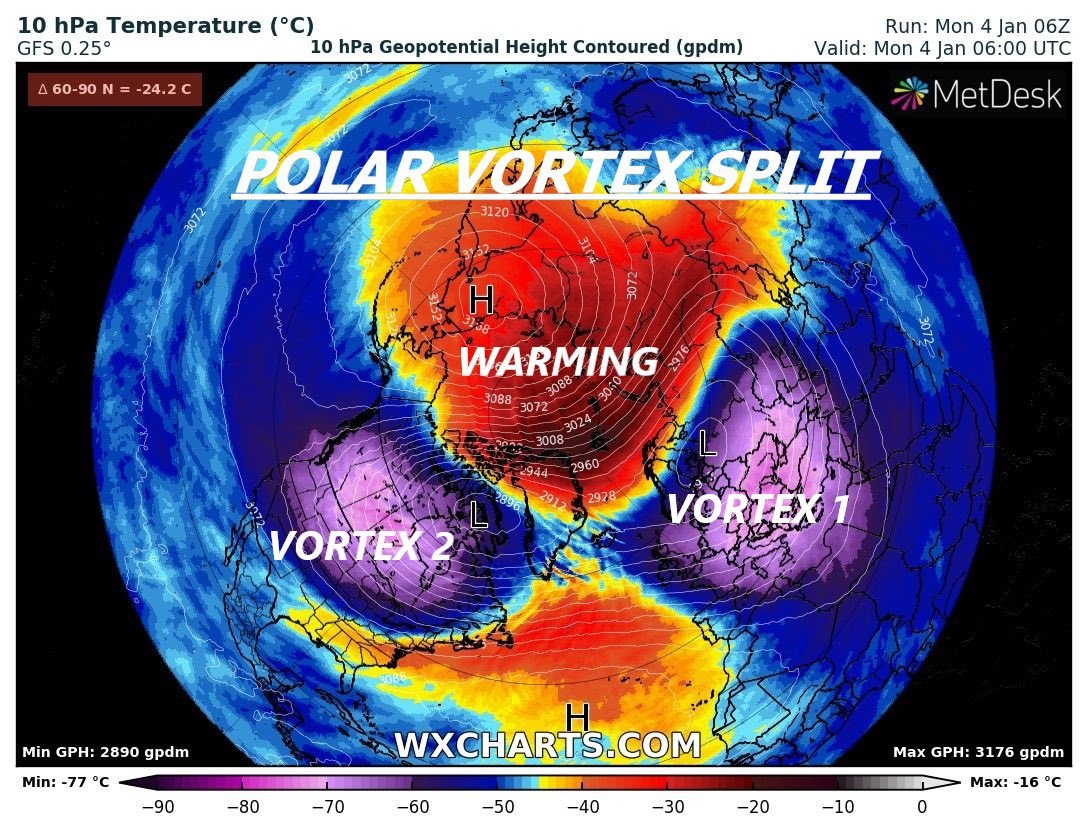 10 hPa Temperature (°C)
Run: Mon 4 Jan 06Z
GFS 0.25°
10 hPa Geopotential Height Contoured (gpdm)
Valid: Mon 4 Jan 06:00 UTC
Δ 60-90 N = -24.2 C
MetDesk
3072
3072
POLAR VORTEX SPLIT
3072
3120
3152
3104
3104
3072
H
3152
3168
3072
2976
WARMING
3088
3040
3088
3072
3024
3008
L
2944
2960
2928
2912
2896
VORTEX 1
3072
L
VORTEX 2
3088
H
WXCHARTS.COM
Min GPH: 2890 gpdm
Max GPH: 3176 gpdm
Min: -77 °C
Max: -16 °C
−90 −80 −70 −60 −50 −40 −30 −20 −10 0